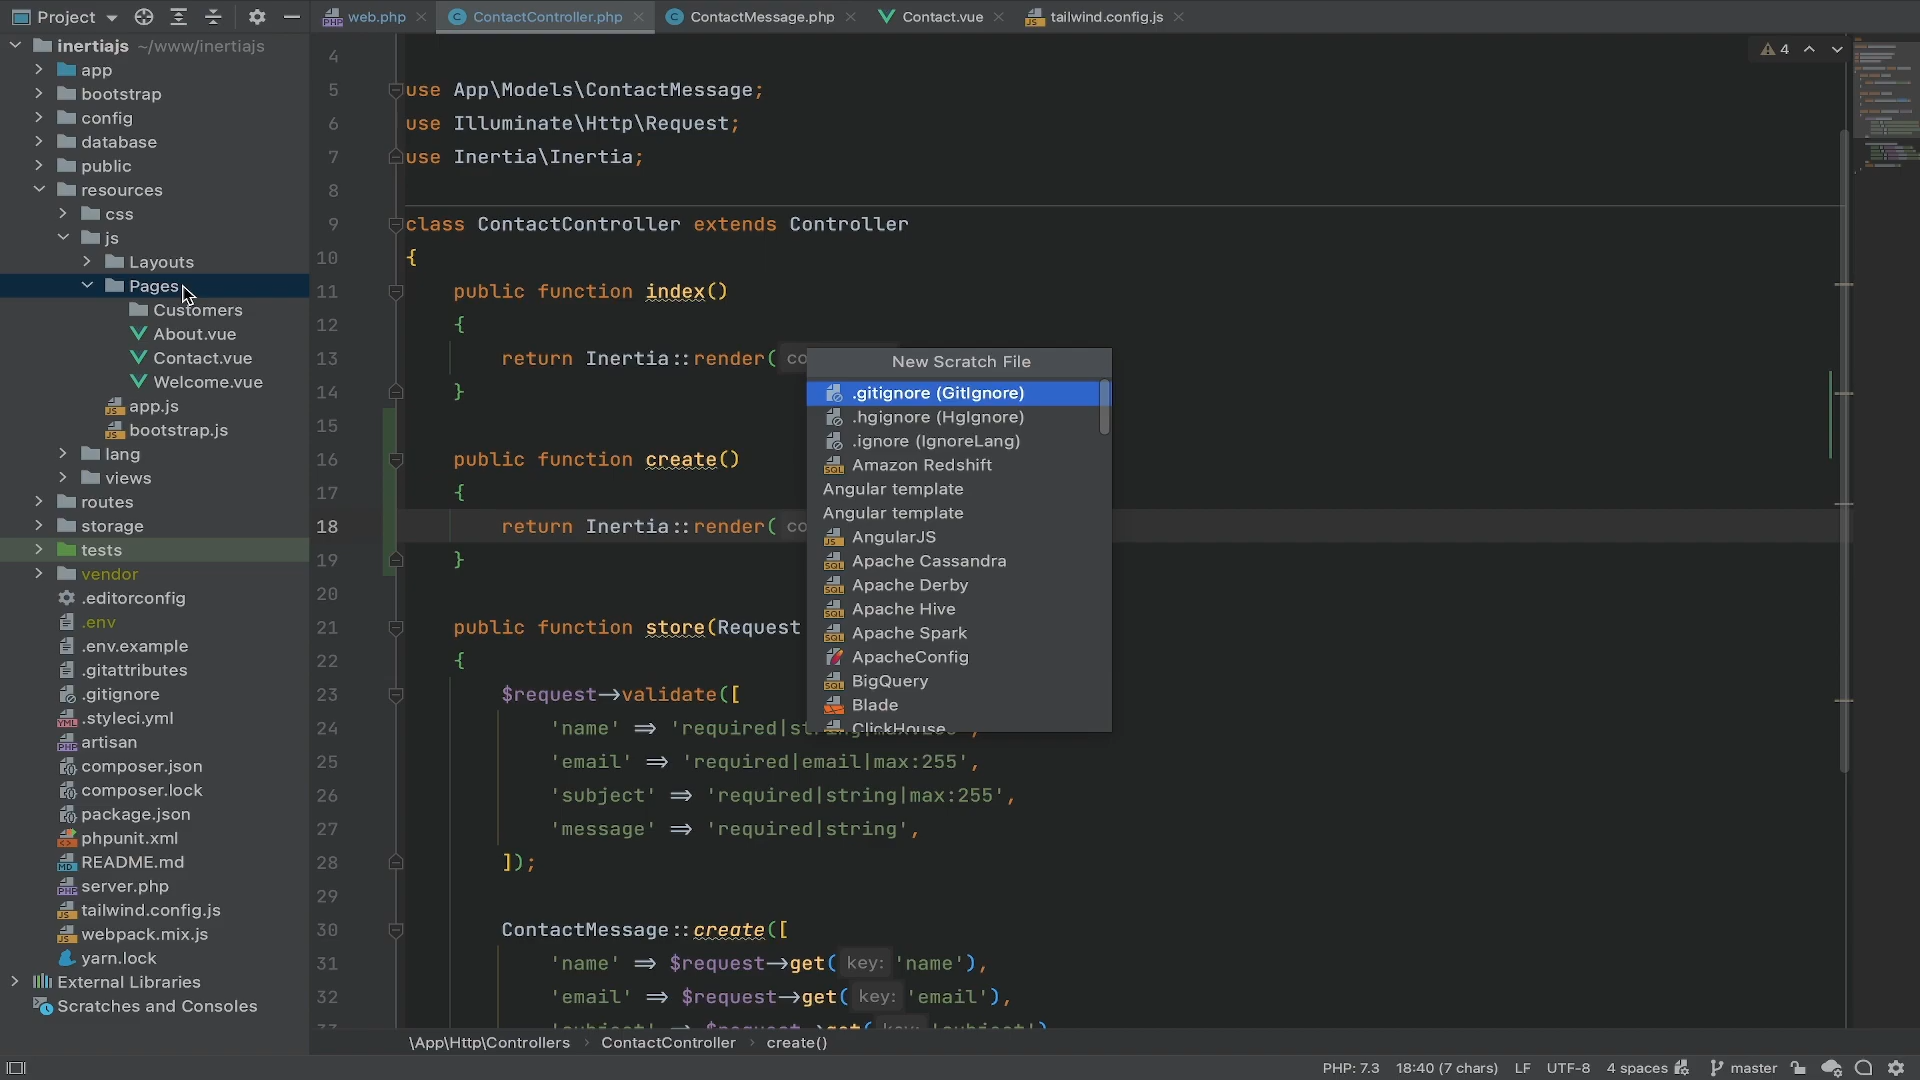 Project
web.php
ContactController.php
ContactMessage.php
Contact.vue
tailwind.config.js
inertiajs ~/www/inertiajs
app
bootstrap
config
database
public
resources
css
js
Layouts
Pages
Customers
About.vue
Contact.vue
Welcome.vue
app.js
bootstrap.js
lang
views
routes
storage
tests
vendor
.editorconfig
.env
.env.example
.gitattributes
.gitignore
.styleci.yml
artisan
composer.json
composer.lock
package.json
phpunit.xml
README.md
server.php
tailwind.config.js
webpack.mix.js
yarn.lock
External Libraries
Scratches and Consoles
4
4
5 use App\Models\ContactMessage;
6 use Illuminate\Http\Request;
7 use Inertia\Inertia;
8
9 class ContactController extends Controller
10 {
11 public function index()
12 {
13 return Inertia::render( co
14 }
15
16 public function create()
17 {
18 return Inertia::render( co
19 }
20
21 public function store(Request
22 {
23 $request->validate([
24 'name' => 'required|string|max:255',
25 'email' => 'required|email|max:255',
26 'subject' => 'required|string|max:255',
27 'message' => 'required|string',
28 ]);
29
30 ContactMessage::create([
31 'name' => $request->get( key: 'name'),
32 'email' => $request->get( key: 'email'),
33 'subject' => $request->get( key: 'subject')
New Scratch File
.gitignore (GitIgnore)
.hgignore (HgIgnore)
.ignore (IgnoreLang)
Amazon Redshift
Angular template
Angular template
AngularJS
Apache Cassandra
Apache Derby
Apache Hive
Apache Spark
ApacheConfig
BigQuery
Blade
ClickHouse
\App\Http\Controllers › ContactController › create()
PHP: 7.3 18:40 (7 chars) LF UTF-8 4 spaces master